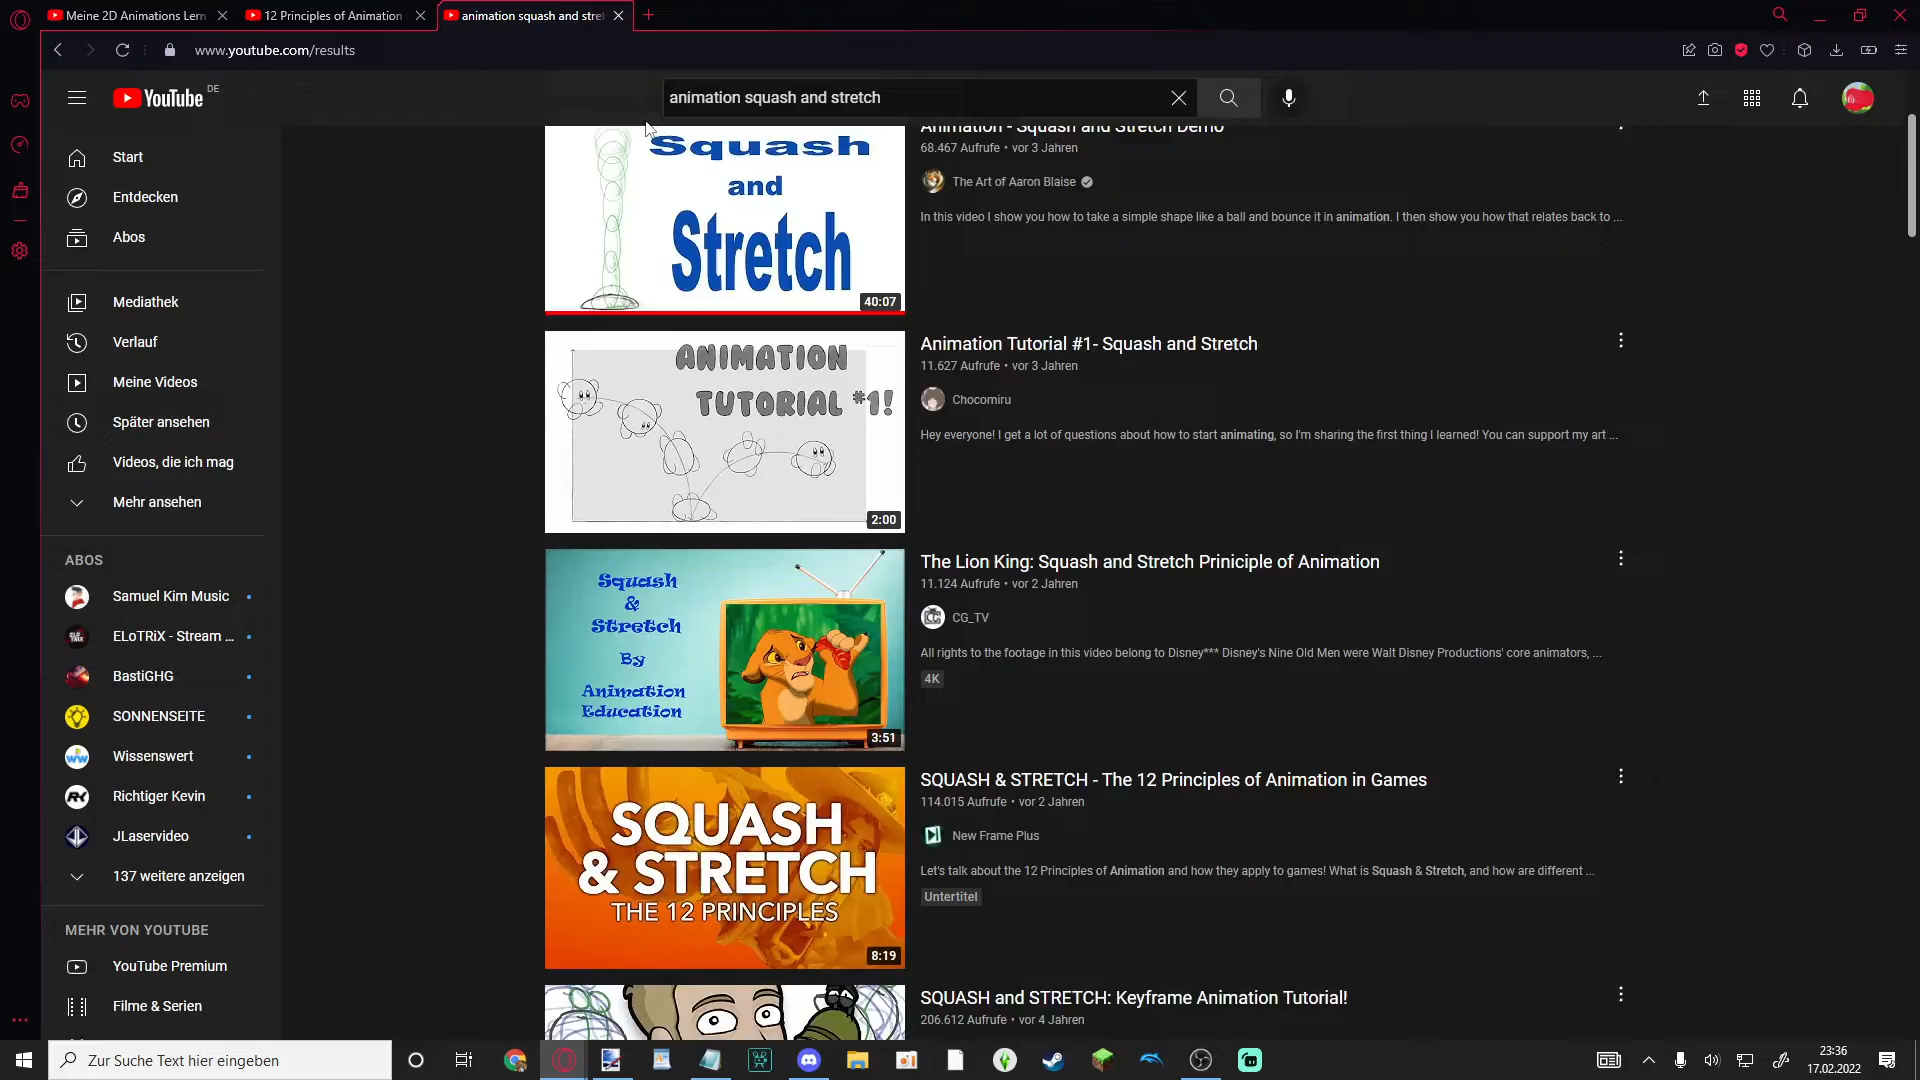 Meine 2D Animations Lern
12 Principles of Animation
animation squash and stre
www.youtube.com/results
YouTube DE
animation squash and stretch
Start
Entdecken
Abos
Mediathek
Verlauf
Meine Videos
Später ansehen
Videos, die ich mag
Mehr ansehen
ABOS
Samuel Kim Music
ELoTRiX - Stream ...
BastiGHG
SONNENSEITE
Wissenswert
Richtiger Kevin
JLaservideo
137 weitere anzeigen
MEHR VON YOUTUBE
YouTube Premium
Filme & Serien
Squash
and
Stretch
40:07
Animation - Squash and Stretch Demo
68.467 Aufrufe • vor 3 Jahren
The Art of Aaron Blaise
In this video I show you how to take a simple shape like a ball and bounce it in animation. I then show you how that relates back to ...
ANIMATION
TUTORIAL #1!
2:00
Animation Tutorial #1- Squash and Stretch
11.627 Aufrufe • vor 3 Jahren
Chocomiru
Hey everyone! I get a lot of questions about how to start animating, so I'm sharing the first thing I learned! You can support my art ...
Squash
&
Stretch
By
Animation
Education
3:51
The Lion King: Squash and Stretch Priniciple of Animation
11.124 Aufrufe • vor 2 Jahren
CG_TV
All rights to the footage in this video belong to Disney*** Disney's Nine Old Men were Walt Disney Productions' core animators, ...
4K
SQUASH
& STRETCH
THE 12 PRINCIPLES
8:19
SQUASH & STRETCH - The 12 Principles of Animation in Games
114.015 Aufrufe • vor 2 Jahren
New Frame Plus
Let's talk about the 12 Principles of Animation and how they apply to games! What is Squash & Stretch, and how are different ...
Untertitel
SQUASH and STRETCH: Keyframe Animation Tutorial!
206.612 Aufrufe • vor 4 Jahren
Zur Suche Text hier eingeben
23:36
17.02.2022